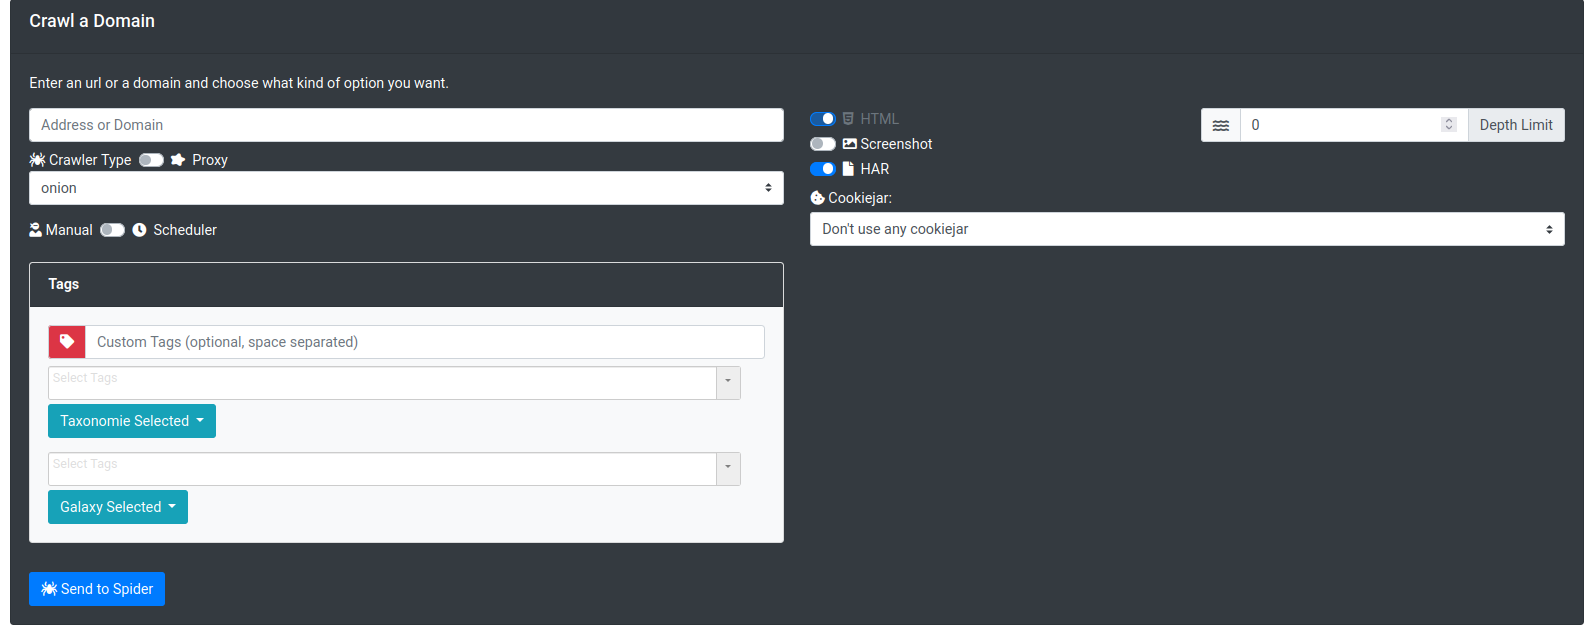 Crawl a Domain
Enter an url or a domain and choose what kind of option you want.
Address or Domain
Crawler Type Proxy
onion
Manual Scheduler
Tags
Custom Tags (optional, space separated)
Select Tags
Taxonomie Selected
Select Tags
Galaxy Selected
Send to Spider
HTML
Screenshot
HAR
Cookiejar:
Don't use any cookiejar
0 Depth Limit